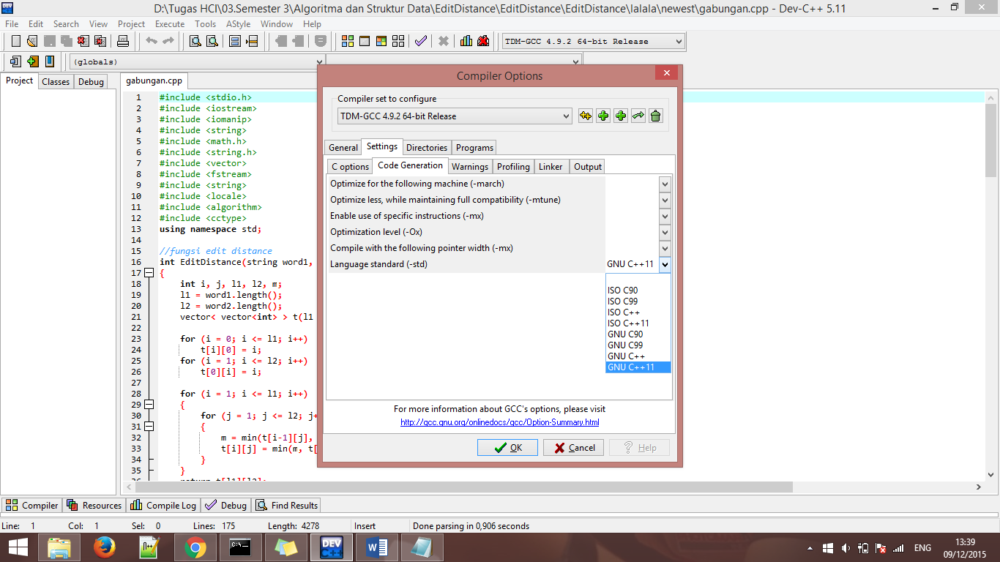 D:\Tugas HCI\03.Semester 3\Algoritma dan Struktur Data\EditDistance\EditDistance\EditDistance\lalala\newest\gabungan.cpp - Dev-C++ 5.11
File Edit Search View Project Execute Tools AStyle Window Help
TDM-GCC 4.9.2 64-bit Release
(globals)
Project Classes Debug
gabungan.cpp
1 #include <stdio.h>
2 #include <iostream>
3 #include <iomanip>
4 #include <string>
5 #include <math.h>
6 #include <string.h>
7 #include <vector>
8 #include <fstream>
9 #include <string>
10 #include <locale>
11 #include <algorithm>
12 #include <cctype>
13 using namespace std;
14
15 //fungsi edit distance
16 int EditDistance(string word1,
17 {
18 int i, j, l1, l2, m;
19 l1 = word1.length();
20 l2 = word2.length();
21 vector< vector<int> > t(l1
22
23 for (i = 0; i <= l1; i++)
24 t[i][0] = i;
25 for (i = 1; i <= l2; i++)
26 t[0][i] = i;
27
28 for (i = 1; i <= l1; i++)
29 {
30 for (j = 1; j <= l2; j+
31 {
32 m = min(t[i-1][j],
33 t[i][j] = min(m, t[
34 }
35 }
36 return t[l1][l2];
Compiler Options
Compiler set to configure
TDM-GCC 4.9.2 64-bit Release
General Settings Directories Programs
C options Code Generation Warnings Profiling Linker Output
Optimize for the following machine (-march)
Optimize less, while maintaining full compatibility (-mtune)
Enable use of specific instructions (-mx)
Optimization level (-Ox)
Compile with the following pointer width (-mx)
Language standard (-std) GNU C++11
ISO C90
ISO C99
ISO C++
ISO C++11
GNU C90
GNU C99
GNU C++
GNU C++11
For more information about GCC's options, please visit
http://gcc.gnu.org/onlinedocs/gcc/Option-Summary.html
OK Cancel Help
Compiler Resources Compile Log Debug Find Results
Line: 1 Col: 1 Sel: 0 Lines: 175 Length: 4278 Insert Done parsing in 0,906 seconds
DEV C++
ENG
13:39
09/12/2015